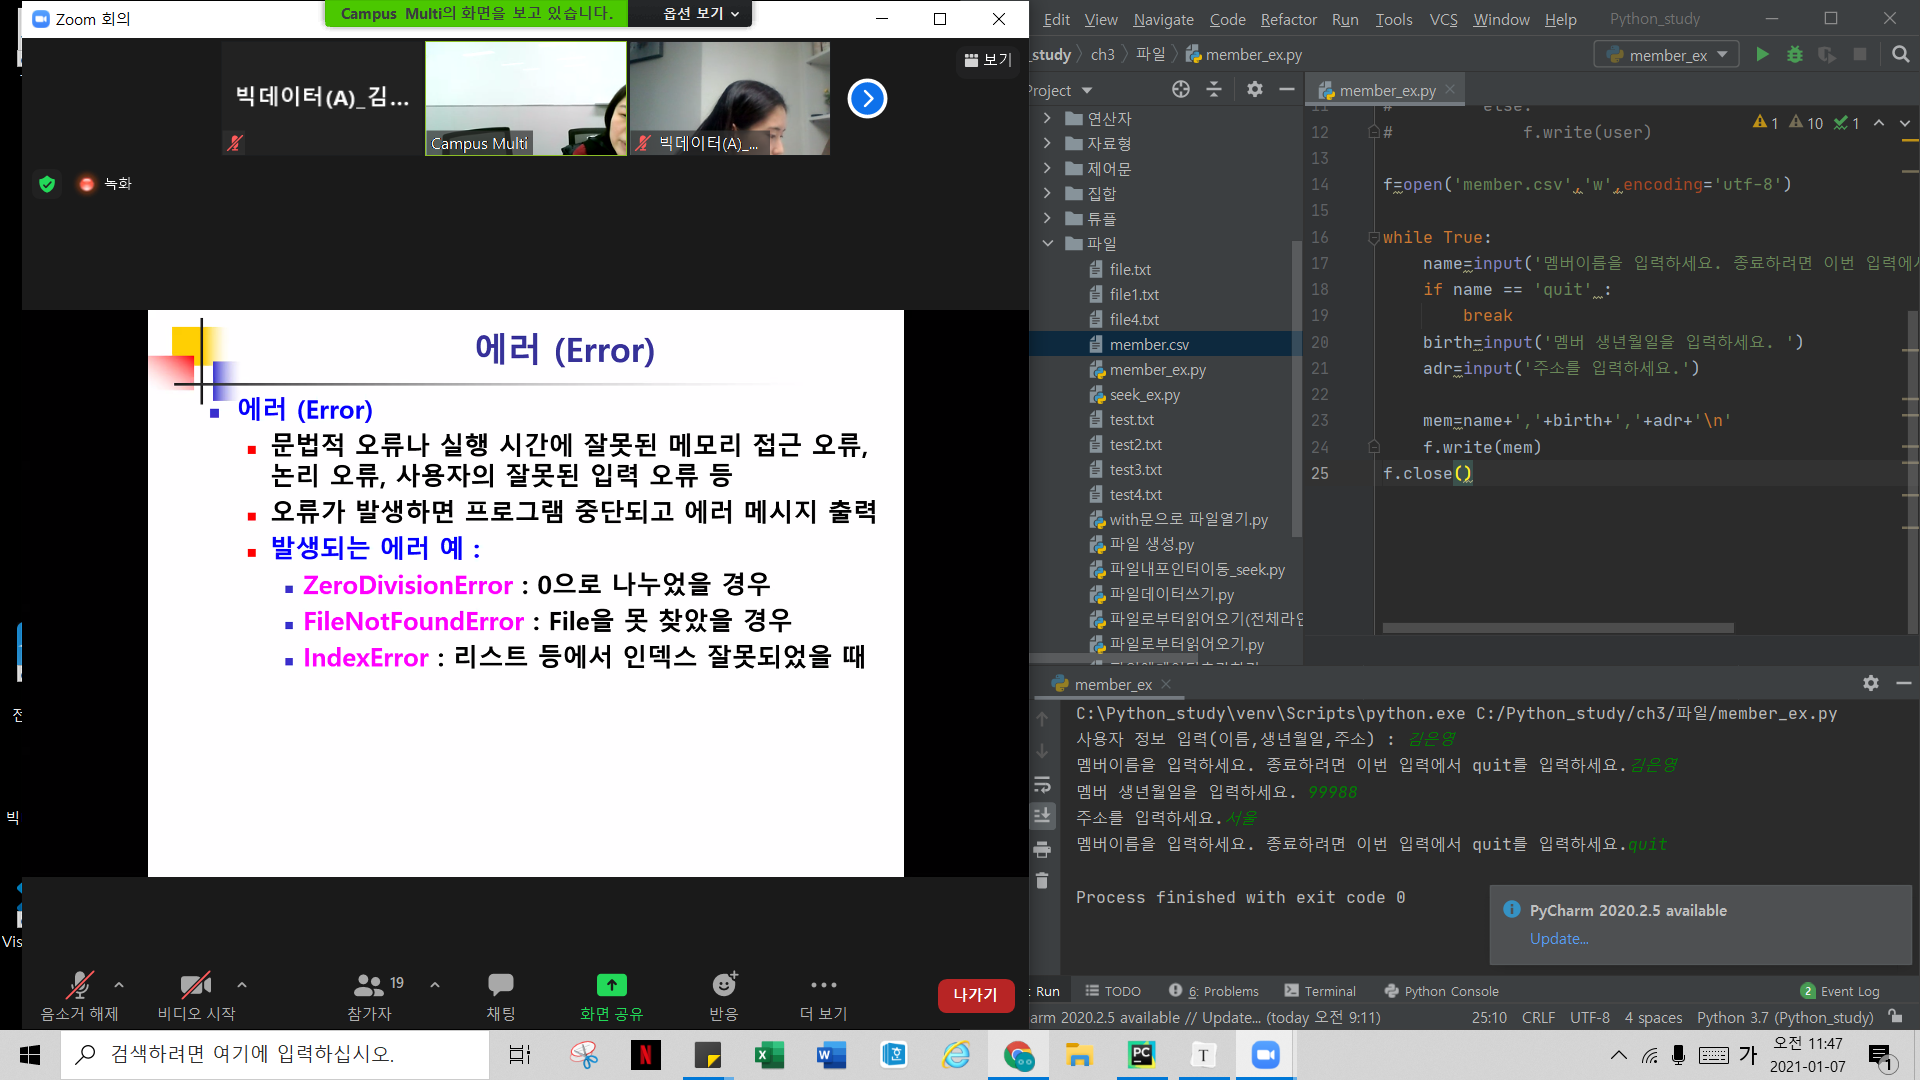 Zoom 회의
Campus Multi의 화면을 보고 있습니다.
옵션 보기
보기
빅데이터(A)_김...
Campus Multi
빅데이터(A)_...
녹화
에러 (Error)
에러 (Error)
문법적 오류나 실행 시간에 잘못된 메모리 접근 오류,
논리 오류, 사용자의 잘못된 입력 오류 등
오류가 발생하면 프로그램 중단되고 에러 메시지 출력
발생되는 에러 예 :
ZeroDivisionError : 0으로 나누었을 경우
FileNotFoundError : File을 못 찾았을 경우
IndexError : 리스트 등에서 인덱스 잘못되었을 때
음소거 해제
비디오 시작
참가자
19
채팅
화면 공유
반응
더 보기
나가기
전
빅
Vis
Edit View Navigate Code Refactor Run Tools VCS Window Help Python_study
_study ch3 파일 member_ex.py
member_ex
roject
member_ex.py
연산자
자료형
제어문
집합
튜플
파일
file.txt
file1.txt
file4.txt
member.csv
member_ex.py
seek_ex.py
test.txt
test2.txt
test3.txt
test4.txt
with문으로 파일열기.py
파일 생성.py
파일내포인터이동_seek.py
파일데이터쓰기.py
파일로부터읽어오기(전체라인
파일로부터읽어오기.py
1 10 1
11 # else:
12 # f.write(user)
13
14 f=open('member.csv','w',encoding='utf-8')
15
16 while True:
17 name=input('멤버이름을 입력하세요. 종료하려면 이번 입력에서
18 if name == 'quit' :
19 break
20 birth=input('멤버 생년월일을 입력하세요. ')
21 adr=input('주소를 입력하세요.')
22
23 mem=name+','+birth+','+adr+'\n'
24 f.write(mem)
25 f.close()
member_ex
C:\Python_study\venv\Scripts\python.exe C:/Python_study/ch3/파일/member_ex.py
사용자 정보 입력(이름,생년월일,주소) : 김은영
멤버이름을 입력하세요. 종료하려면 이번 입력에서 quit를 입력하세요.김은영
멤버 생년월일을 입력하세요. 99988
주소를 입력하세요.서울
멤버이름을 입력하세요. 종료하려면 이번 입력에서 quit를 입력하세요.quit
Process finished with exit code 0
PyCharm 2020.2.5 available
Update...
Run TODO 6: Problems Terminal Python Console 2 Event Log
arm 2020.2.5 available // Update... (today 오전 9:11) 25:10 CRLF UTF-8 4 spaces Python 3.7 (Python_study)
검색하려면 여기에 입력하십시오.
가
오전 11:47
2021-01-07
1